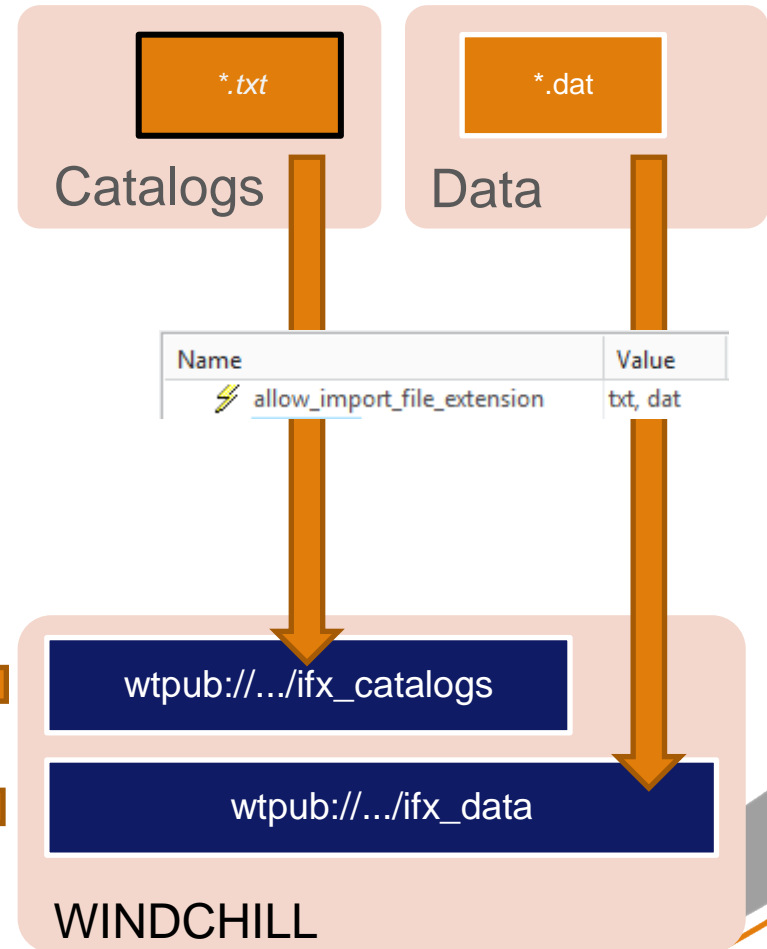 *.txt
*.dat
Catalogs
Data
Name Value
allow_import_file_extension txt, dat
wtpub://.../ifx_catalogs
wtpub://.../ifx_data
WINDCHILL